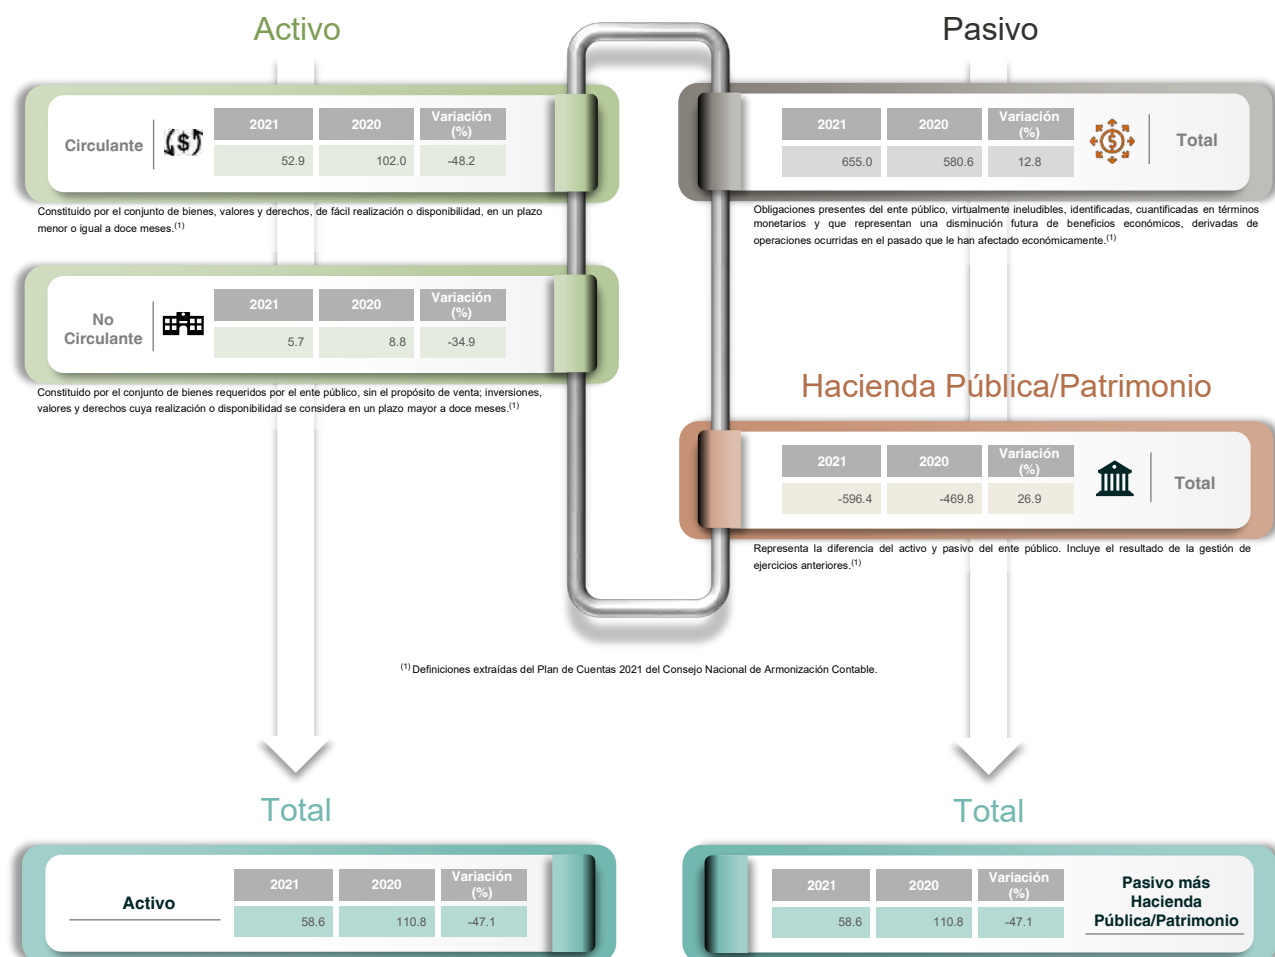 Activo
Circulante
2021 2020 Variación (%)
52.9 102.0 -48.2
Constituido por el conjunto de bienes, valores y derechos, de fácil realización o disponibilidad, en un plazo
menor o igual a doce meses.(1)
No
Circulante
2021 2020 Variación (%)
5.7 8.8 -34.9
Constituido por el conjunto de bienes requeridos por el ente público, sin el propósito de venta; inversiones,
valores y derechos cuya realización o disponibilidad se considera en un plazo mayor a doce meses.(1)
Pasivo
2021 2020 Variación (%)
655.0 580.6 12.8
Total
Obligaciones presentes del ente público, virtualmente ineludibles, identificadas, cuantificadas en términos
monetarios y que representan una disminución futura de beneficios económicos, derivadas de
operaciones ocurridas en el pasado que le han afectado económicamente.(1)
Hacienda Pública/Patrimonio
2021 2020 Variación (%)
-596.4 -469.8 26.9
Total
Representa la diferencia del activo y pasivo del ente público. Incluye el resultado de la gestión de
ejercicios anteriores.(1)
(1) Definiciones extraídas del Plan de Cuentas 2021 del Consejo Nacional de Armonización Contable.
Total
Activo
2021 2020 Variación (%)
58.6 110.8 -47.1
Total
2021 2020 Variación (%)
58.6 110.8 -47.1
Pasivo más
Hacienda
Pública/Patrimonio